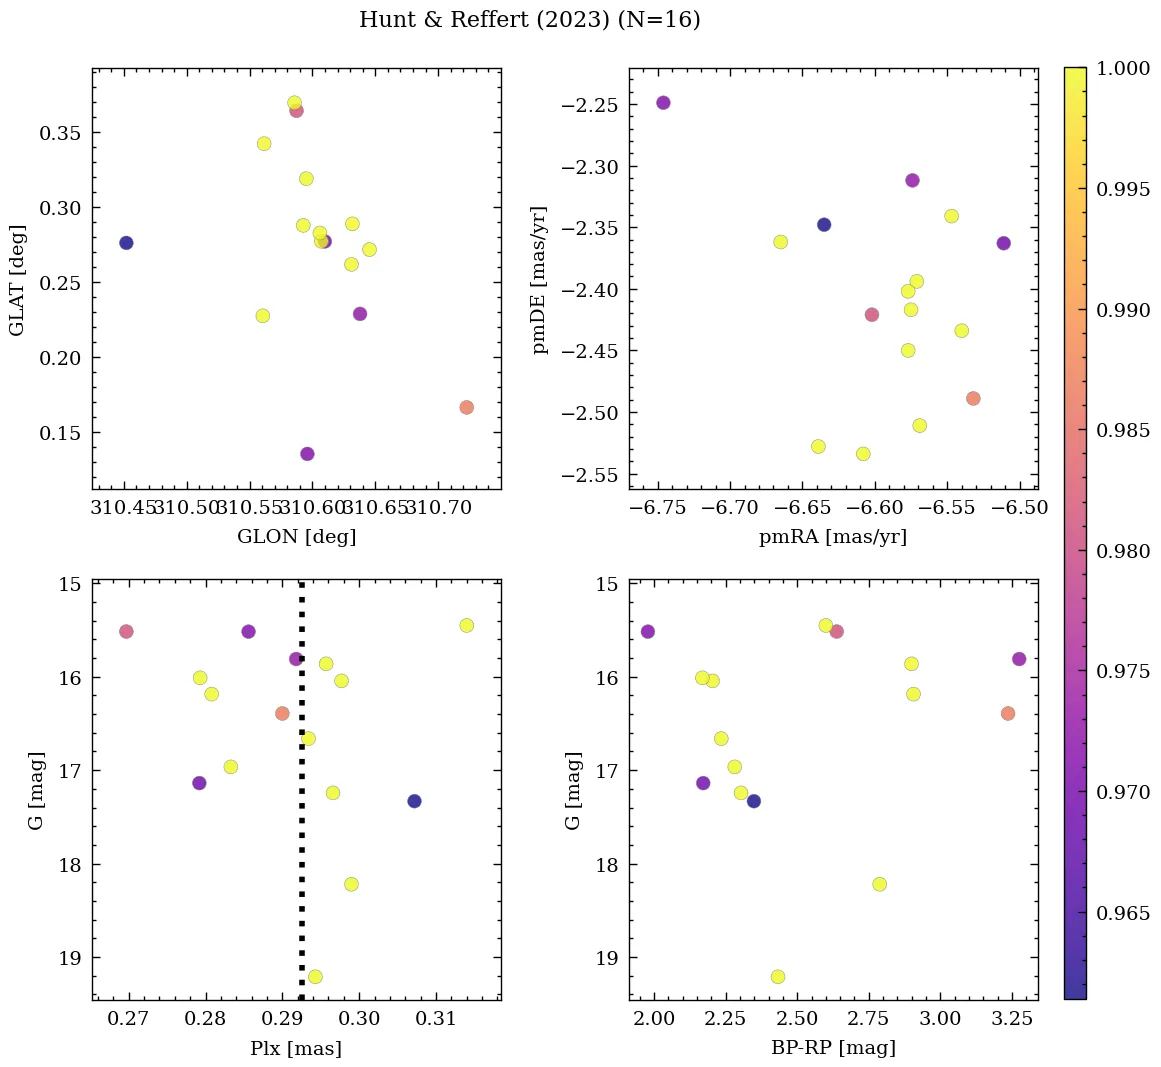 Hunt & Reffert (2023) (N=16)
GLAT [deg]
0.35
0.30
0.25
0.20
0.15
310.45 310.50 310.55 310.60 310.65 310.70
GLON [deg]
pmDE [mas/yr]
−2.25
−2.30
−2.35
−2.40
−2.45
−2.50
−2.55
−6.75 −6.70 −6.65 −6.60 −6.55 −6.50
pmRA [mas/yr]
G [mag]
15
16
17
18
19
0.27 0.28 0.29 0.30 0.31
Plx [mas]
G [mag]
15
16
17
18
19
2.00 2.25 2.50 2.75 3.00 3.25
BP-RP [mag]
1.000
0.995
0.990
0.985
0.980
0.975
0.970
0.965